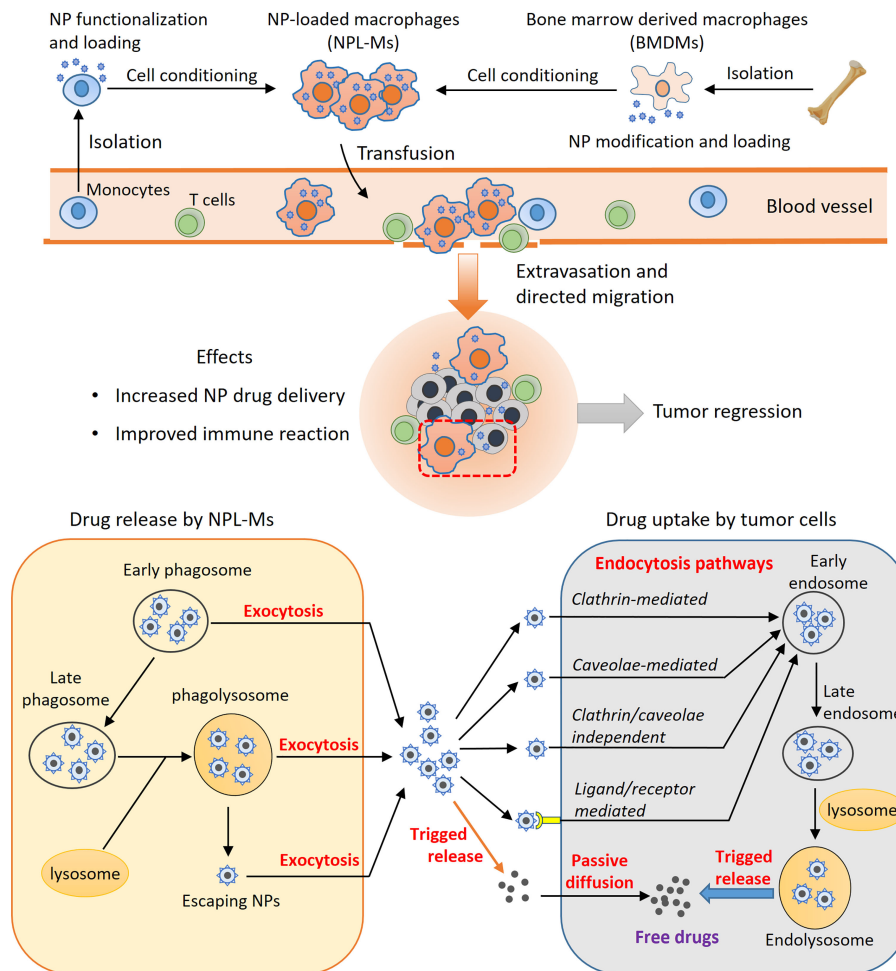 NP functionalization
and loading
NP-loaded macrophages
(NPL-Ms)
Bone marrow derived macrophages
(BMDMs)
Cell conditioning
Cell conditioning
Isolation
Isolation
NP modification and loading
Transfusion
Monocytes
T cells
Blood vessel
Extravasation and
directed migration
Effects
• Increased NP drug delivery
• Improved immune reaction
Tumor regression
Drug release by NPL-Ms
Drug uptake by tumor cells
Early phagosome
Exocytosis
Late
phagosome
phagolysosome
Exocytosis
lysosome
Exocytosis
Escaping NPs
Endocytosis pathways
Early
endosome
Clathrin-mediated
Caveolae-mediated
Late
endosome
Clathrin/caveolae
independent
Ligand/receptor
mediated
lysosome
Trigged
release
Passive
diffusion
Trigged
release
Free drugs
Endolysosome